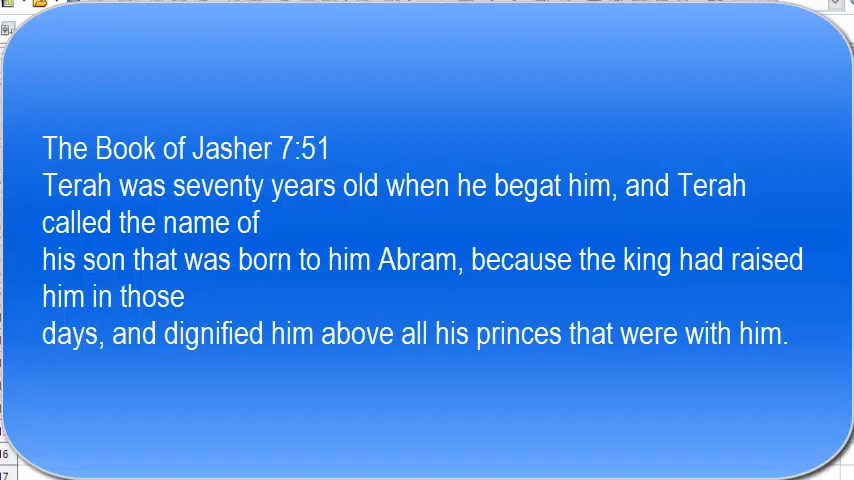 The Book of Jasher 7:51
Terah was seventy years old when he begat him, and Terah
called the name of
his son that was born to him Abram, because the king had raised
him in those
days, and dignified him above all his princes that were with him.
16
17